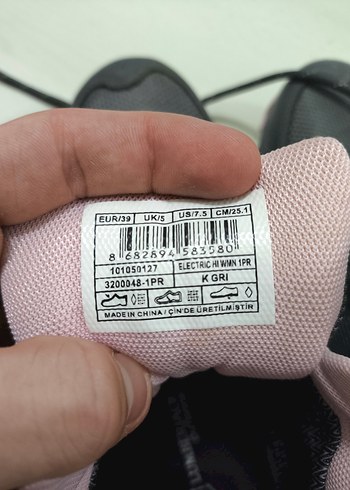 EUR/39 UK/5 US/7.5 CM/25.1
8 682894 583580
101050127 ELECTRIC HI WMN 1PR
3200048-1PR K GRI
MADE IN CHINA / ÇİN'DE ÜRETİLMİŞTİR